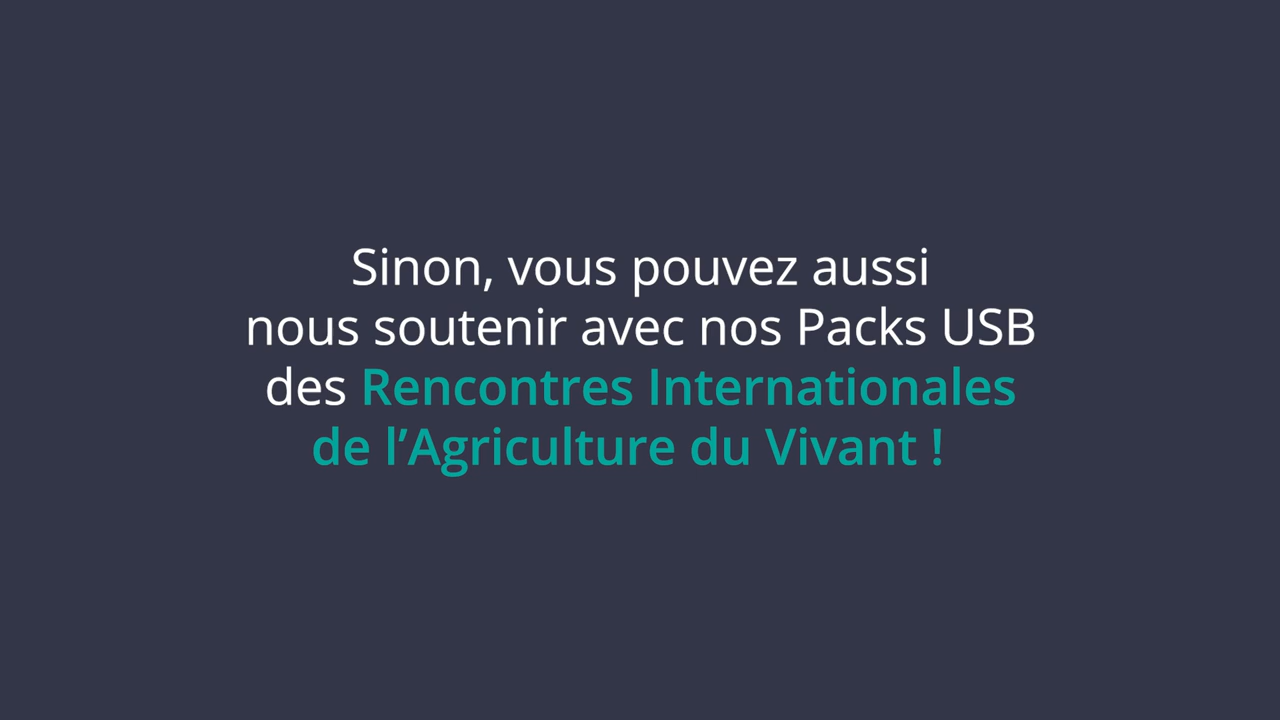 Sinon, vous pouvez aussi
nous soutenir avec nos Packs USB
des Rencontres Internationales
de l’Agriculture du Vivant !